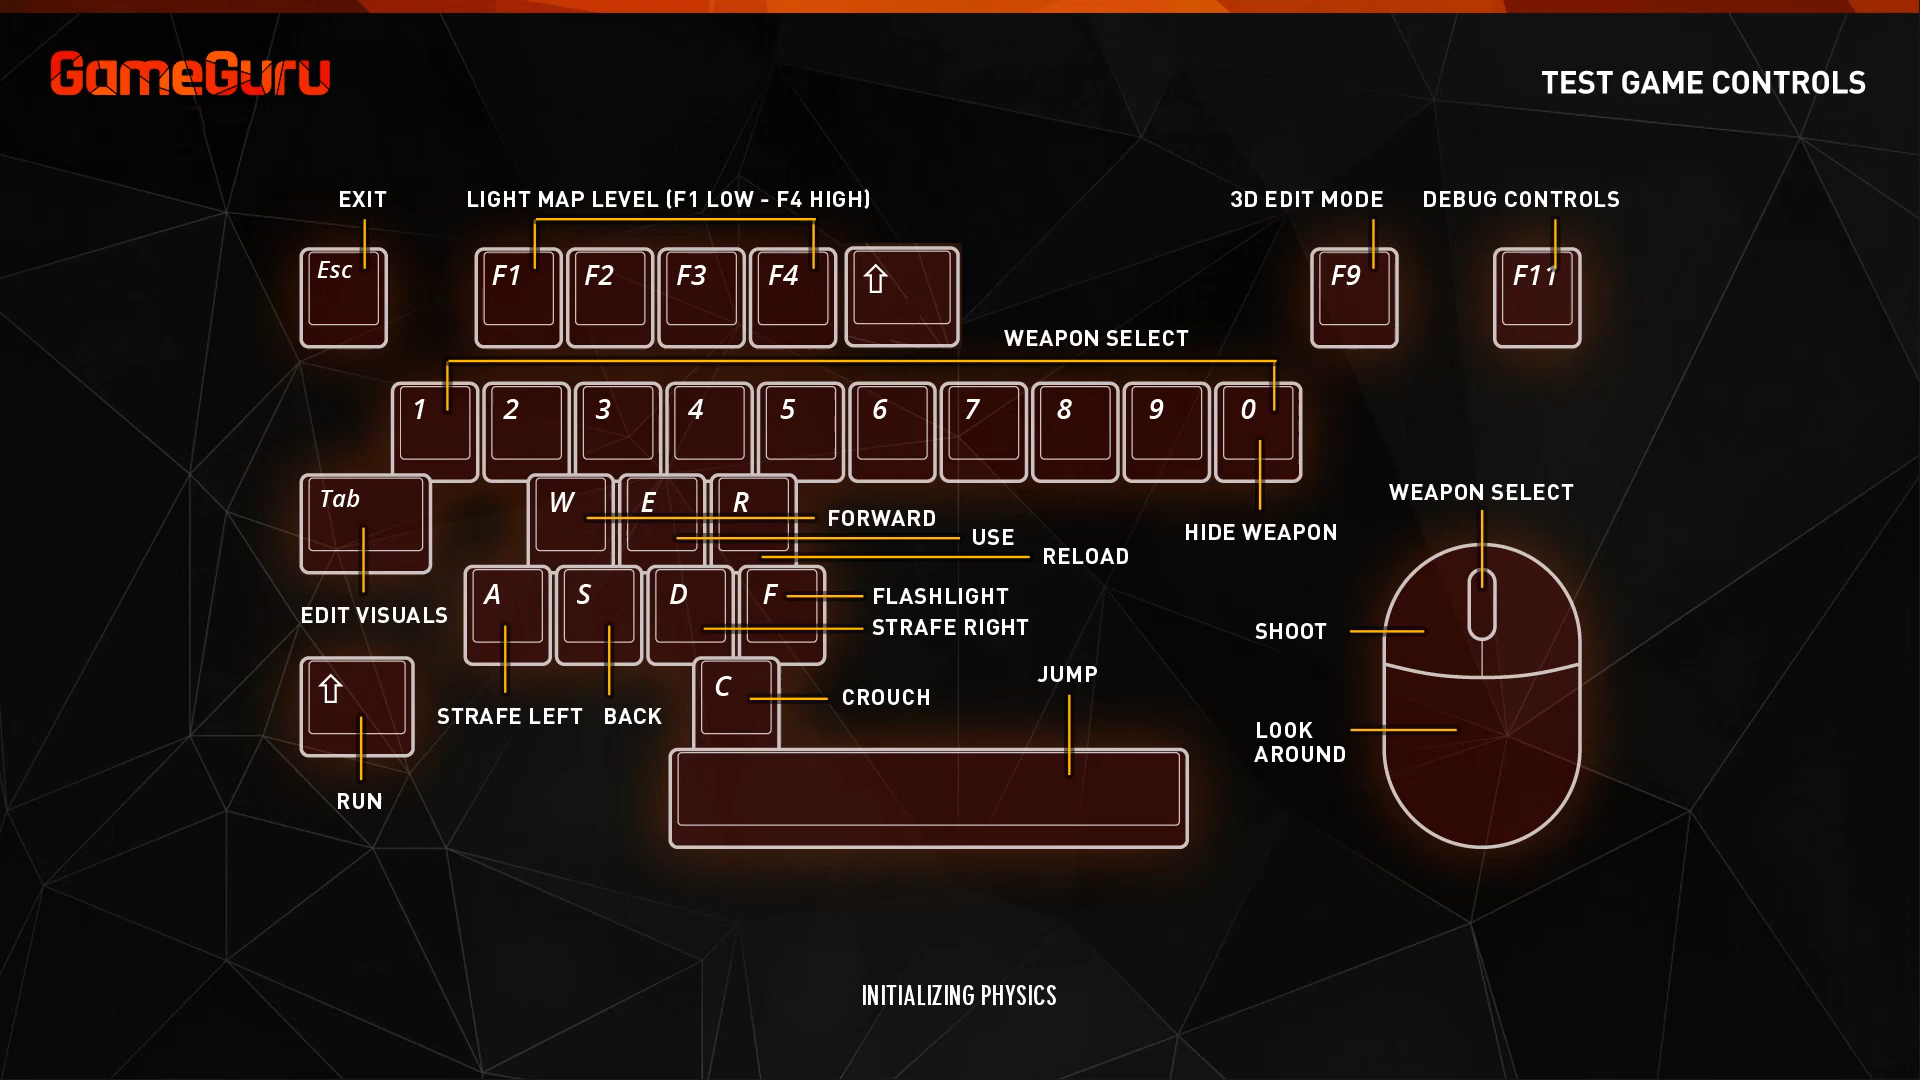 GameGuru
TEST GAME CONTROLS
EXIT
LIGHT MAP LEVEL (F1 LOW - F4 HIGH)
3D EDIT MODE
DEBUG CONTROLS
Esc
F1
F2
F3
F4
F9
F11
WEAPON SELECT
1
2
3
4
5
6
7
8
9
0
Tab
W
E
R
WEAPON SELECT
FORWARD
USE
HIDE WEAPON
RELOAD
A
S
D
F
FLASHLIGHT
EDIT VISUALS
STRAFE RIGHT
SHOOT
JUMP
C
CROUCH
STRAFE LEFT
BACK
LOOK
AROUND
RUN
INITIALIZING PHYSICS